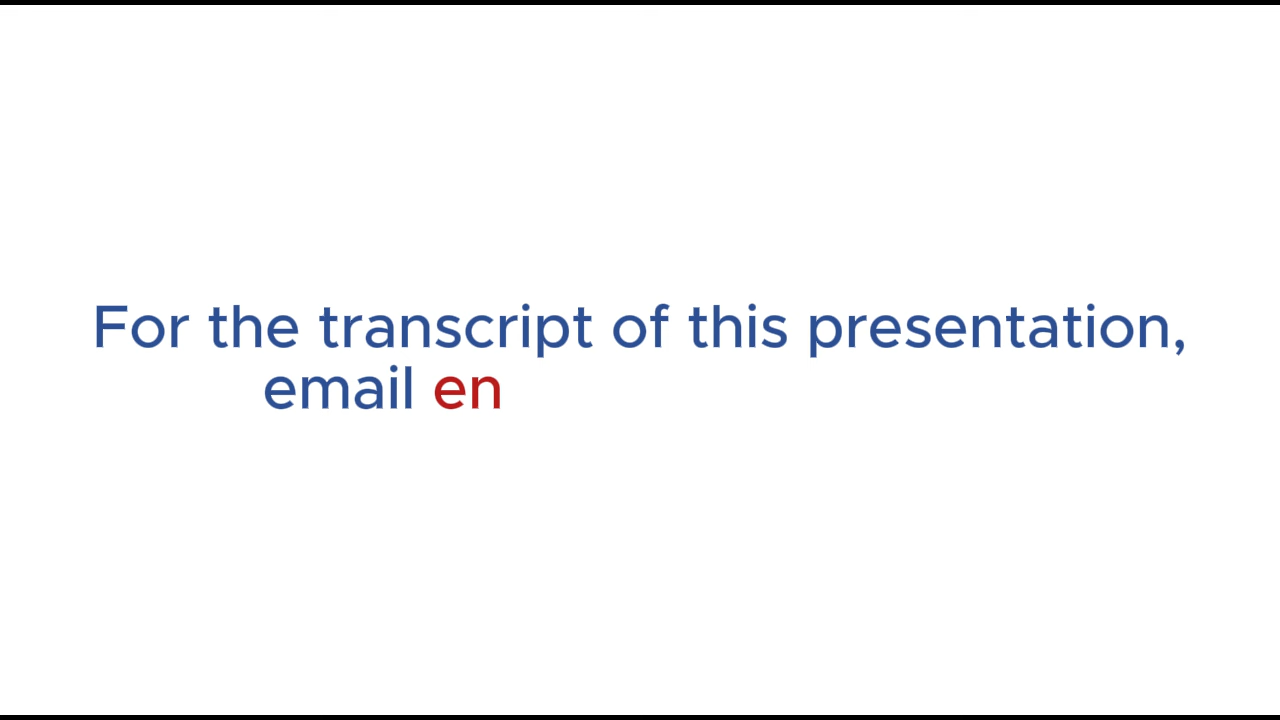 For the transcript of this presentation,
email en